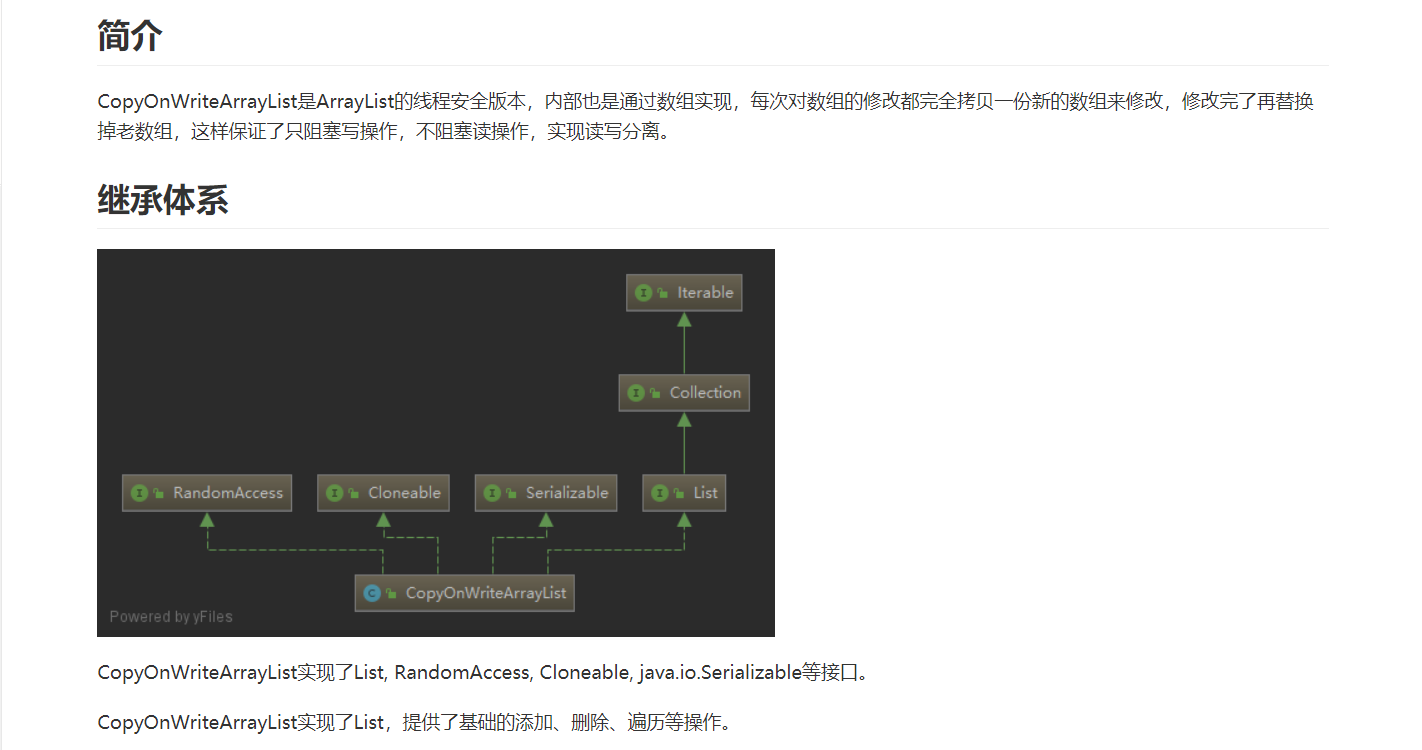 简介
CopyOnWriteArrayList是ArrayList的线程安全版本，内部也是通过数组实现，每次对数组的修改都完全拷贝一份新的数组来修改，修改完了再替换
掉老数组，这样保证了只阻塞写操作，不阻塞读操作，实现读写分离。
继承体系
I Iterable
I Collection
I RandomAccess I Cloneable I Serializable I List
C CopyOnWriteArrayList
Powered by yFiles
CopyOnWriteArrayList实现了List, RandomAccess, Cloneable, java.io.Serializable等接口。
CopyOnWriteArrayList实现了List，提供了基础的添加、删除、遍历等操作。